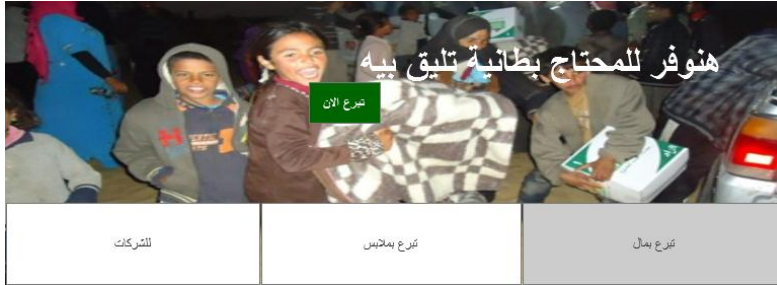 هنوفر للمحتاج بطانية تليق بيه
تبرع الان
تبرع بمال
تبرع بملابس
للشركات